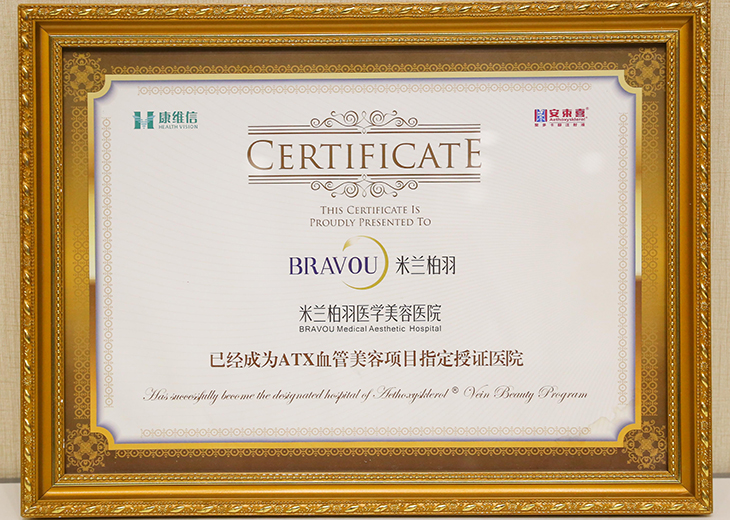 康维信
HEALTH VISION
安束喜®
Aethoxysklerol
CERTIFICATE
THIS CERTIFICATE IS
PROUDLY PRESENTED TO
BRAVOU 米兰柏羽
米兰柏羽医学美容医院
BRAVOU Medical Aesthetic Hospital
已经成为ATX血管美容项目指定授证医院
Has successfully become the designated hospital of Aethoxysklerol ® Vein Beauty Program